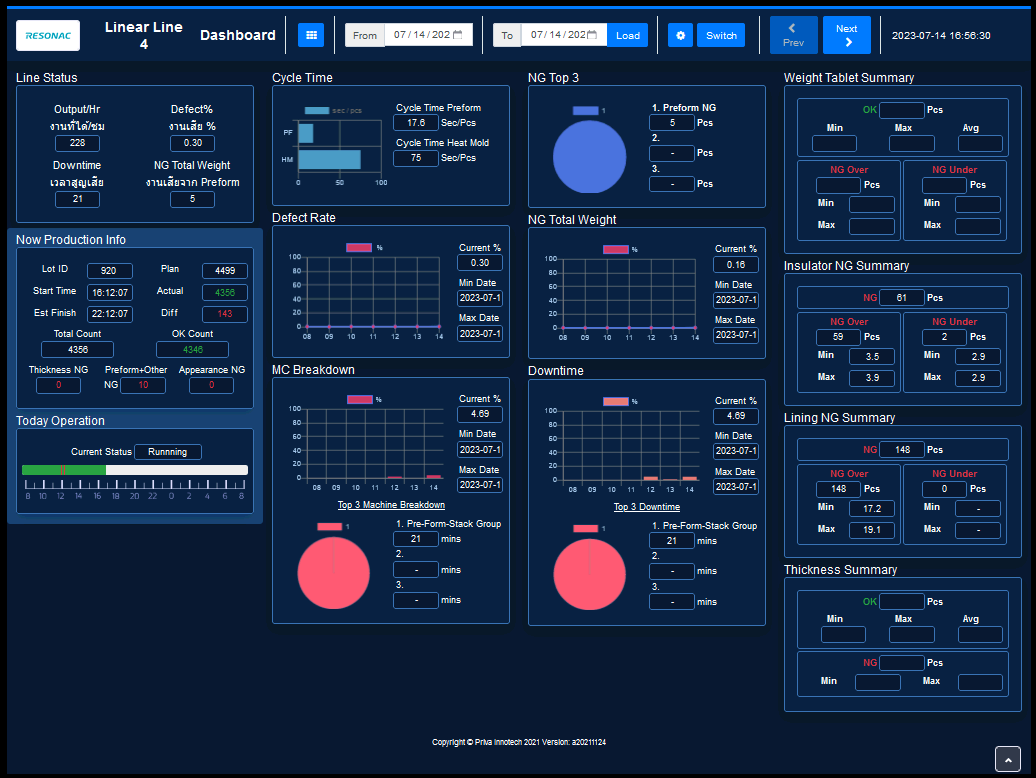 RESONAC
Linear Line 4
Dashboard
From 07/14/202
To 07/14/202 Load
Switch
Prev
Next
2023-07-14 16:56:30
Line Status
Output/Hr Defect%
งานที่ได้/ชม งานเสีย %
228 0.30
Downtime NG Total Weight
เวลาสูญเสีย งานเสียจาก Preform
21 5
Now Production Info
Lot ID 920 Plan 4499
Start Time 16:12:07 Actual 4356
Est Finish 22:12:07 Diff 143
Total Count OK Count
4356 4346
Thickness NG Preform+Other Appearance NG
0 NG 10 0
Today Operation
Current Status Runnning
8 10 12 14 16 18 20 22 0 2 4 6 8
Cycle Time
sec / pcs
PF
HM
0 50 100
Cycle Time Preform
17.6 Sec/Pcs
Cycle Time Heat Mold
75 Sec/Pcs
Defect Rate
%
100
80
60
40
20
0
08 09 10 11 12 13 14
Current %
0.30
Min Date
2023-07-1
Max Date
2023-07-1
MC Breakdown
%
100
80
60
40
20
0
08 09 10 11 12 13 14
Current %
4.69
Min Date
2023-07-1
Max Date
2023-07-1
Top 3 Machine Breakdown
1
1. Pre-Form-Stack Group
21 mins
2.
- mins
3.
- mins
NG Top 3
1
1. Preform NG
5 Pcs
2.
- Pcs
3.
- Pcs
NG Total Weight
%
100
80
60
40
20
0
08 09 10 11 12 13 14
Current %
0.16
Min Date
2023-07-1
Max Date
2023-07-1
Downtime
%
100
80
60
40
20
0
08 09 10 11 12 13 14
Current %
4.69
Min Date
2023-07-1
Max Date
2023-07-1
Top 3 Downtime
1
1. Pre-Form-Stack Group
21 mins
2.
- mins
3.
- mins
Weight Tablet Summary
OK Pcs
Min Max Avg
NG Over NG Under
Pcs Pcs
Min Min
Max Max
Insulator NG Summary
NG 61 Pcs
NG Over NG Under
59 Pcs 2 Pcs
Min 3.5 Min 2.9
Max 3.9 Max 2.9
Lining NG Summary
NG 148 Pcs
NG Over NG Under
148 Pcs 0 Pcs
Min 17.2 Min -
Max 19.1 Max -
Thickness Summary
OK Pcs
Min Max Avg
NG Pcs
Min Max
Copyright © Priva Innotech 2021 Version: a20211124